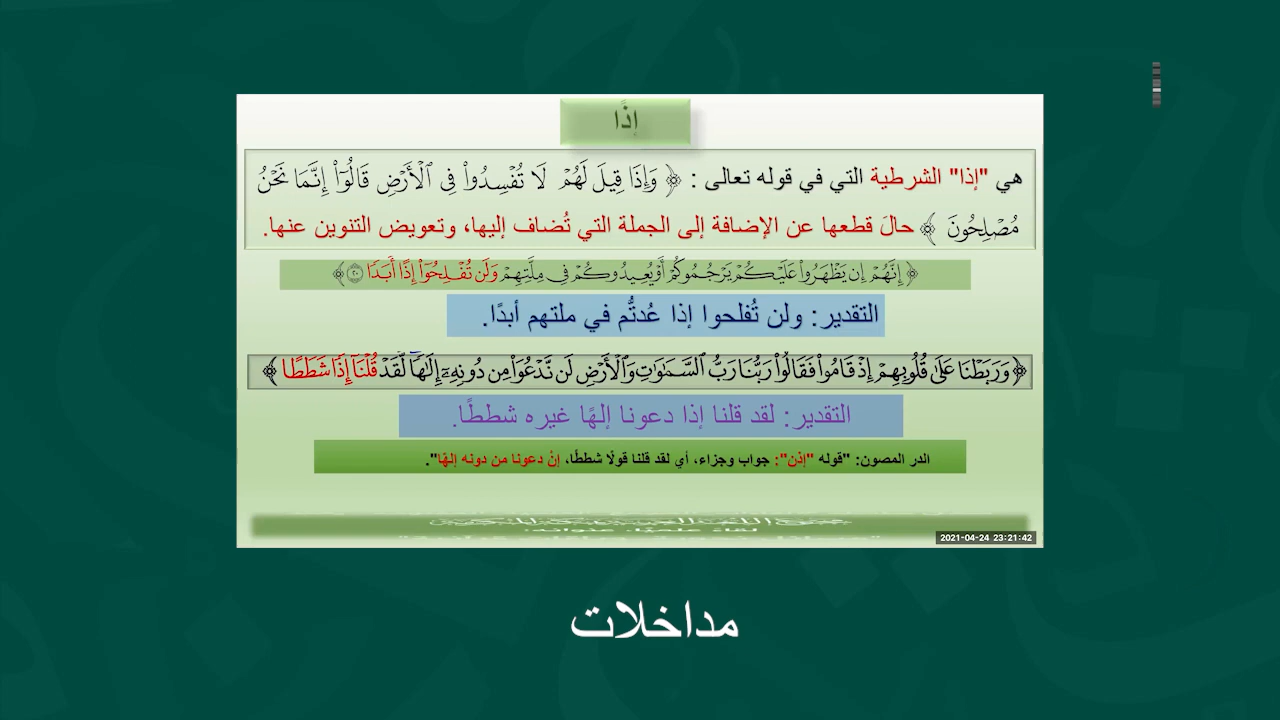 إذًا
هي "إذا" الشرطية التي في قوله تعالى : ﴿ وَإِذَا قِيلَ لَهُمْ لَا تُفْسِدُوا۟ فِى ٱلْأَرْضِ قَالُوٓا۟ إِنَّمَا نَحْنُ
مُصْلِحُونَ ﴾ حالَ قطعها عن الإضافة إلى الجملة التي تُضاف إليها، وتعويض التنوين عنها.
﴿ إِنَّهُمْ إِن يَظْهَرُوا۟ عَلَيْكُمْ يَرْجُمُوكُمْ أَوْ يُعِيدُوكُمْ فِى مِلَّتِهِمْ وَلَن تُفْلِحُوٓا۟ إِذًا أَبَدًا ٢٠ ﴾
التقدير: ولن تُفلحوا إذا عُدتُّم في ملتهم أبدًا.
﴿ وَرَبَطْنَا عَلَىٰ قُلُوبِهِمْ إِذْ قَامُوا۟ فَقَالُوا۟ رَبُّنَا رَبُّ ٱلسَّمَـٰوَٰتِ وَٱلْأَرْضِ لَن نَّدْعُوَا۟ مِن دُونِهِۦٓ إِلَـٰهًا لَّقَدْ قُلْنَآ إِذًا شَطَطًا ﴾
التقدير: لقد قلنا إذا دعونا إلهًا غيره شططًا.
الدر المصون: "قوله "إذن": جواب وجزاء، أي لقد قلنا قولًا شططًا، إنْ دعونا من دونه إلهًا".
2021-04-24 23:21:42
مداخلات